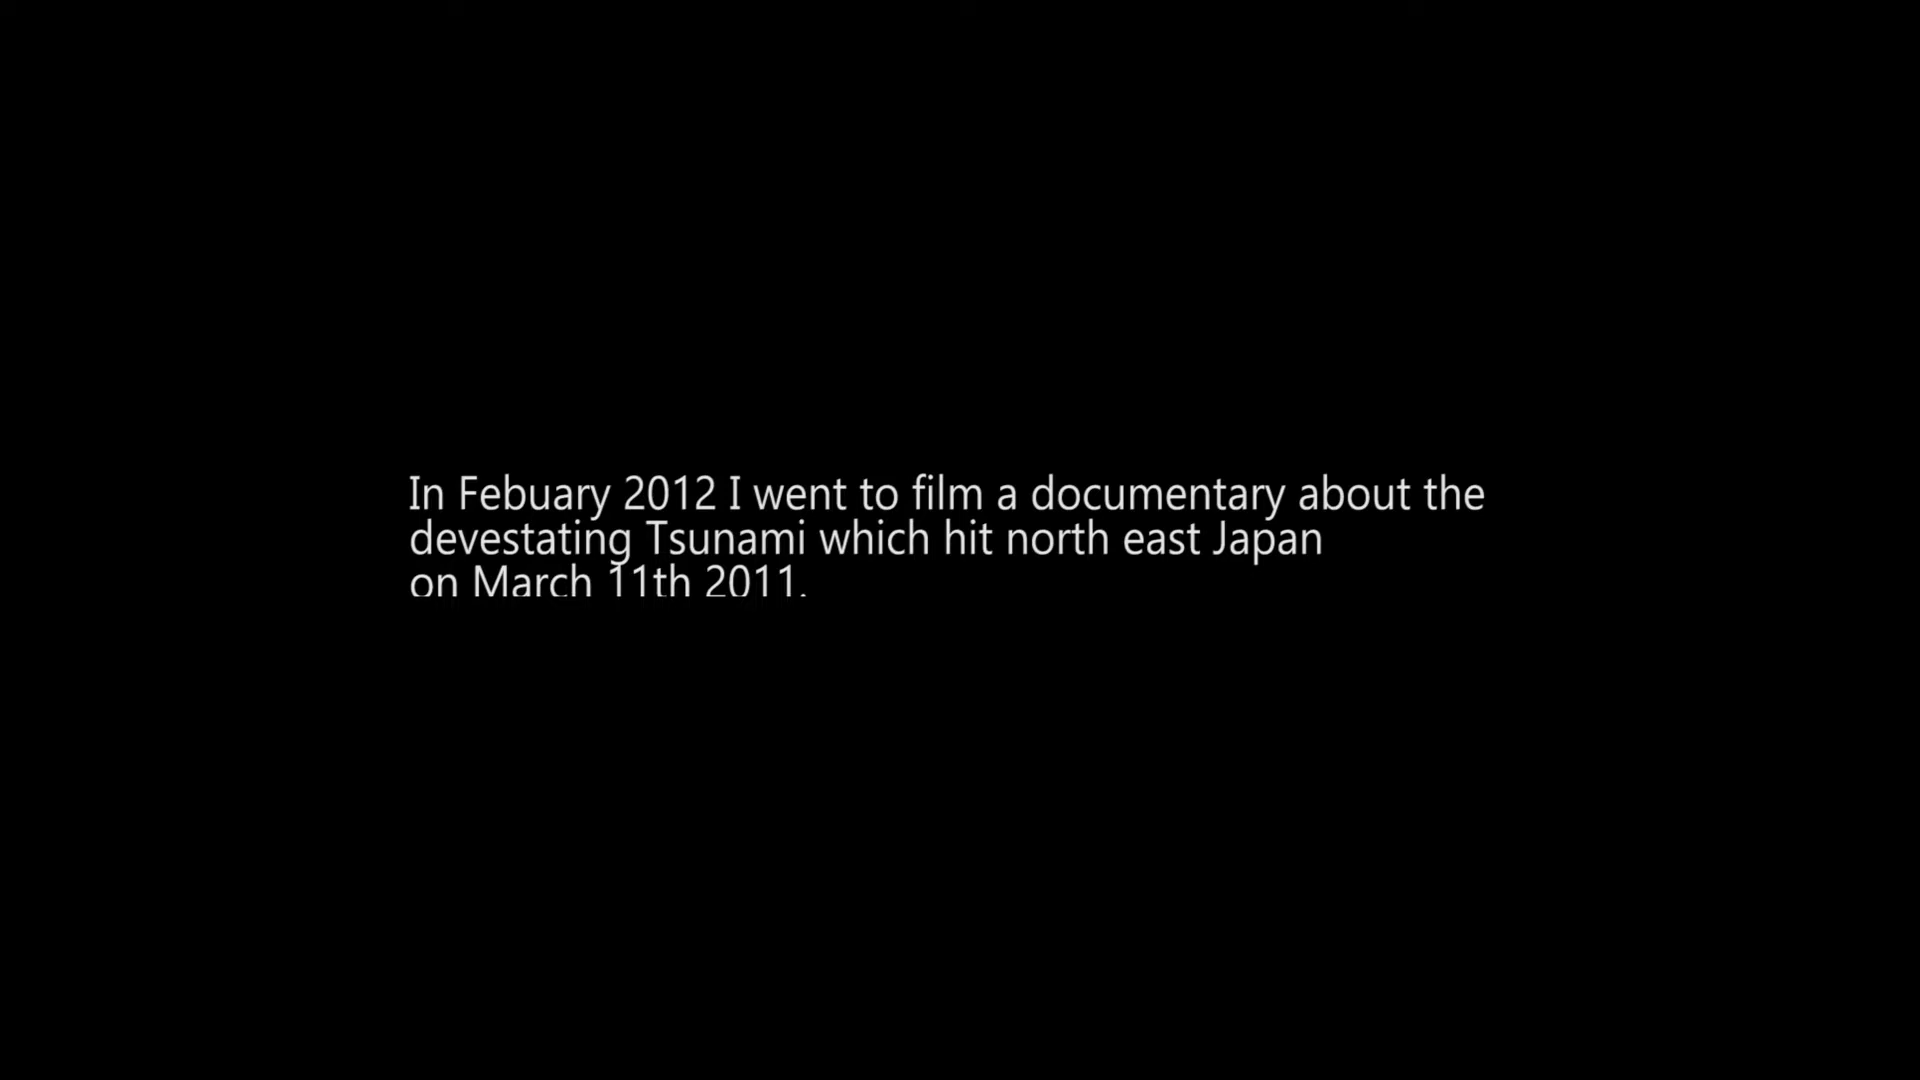 In Febuary 2012 I went to film a documentary about the
devestating Tsunami which hit north east Japan
on March 11th 2011.